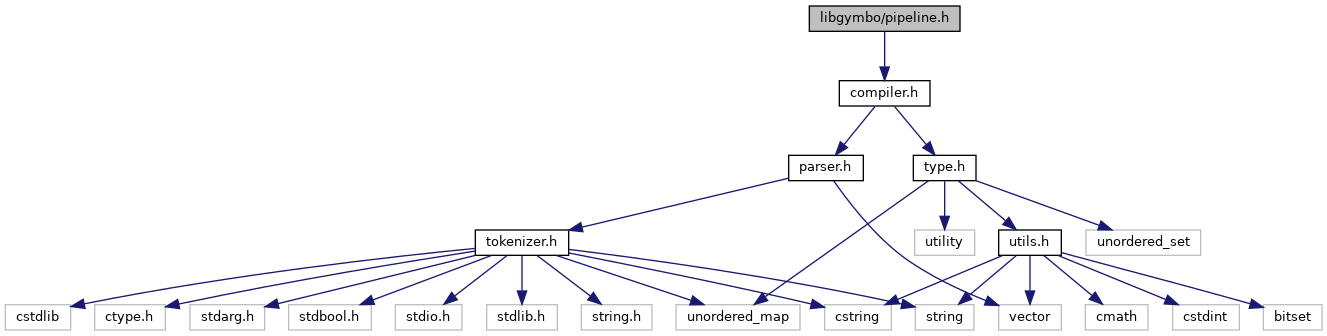 libgymbo/pipeline.h
compiler.h
parser.h
type.h
tokenizer.h
utility
utils.h
unordered_set
cstdlib
ctype.h
stdarg.h
stdbool.h
stdio.h
stdlib.h
string.h
unordered_map
cstring
string
vector
cmath
cstdint
bitset